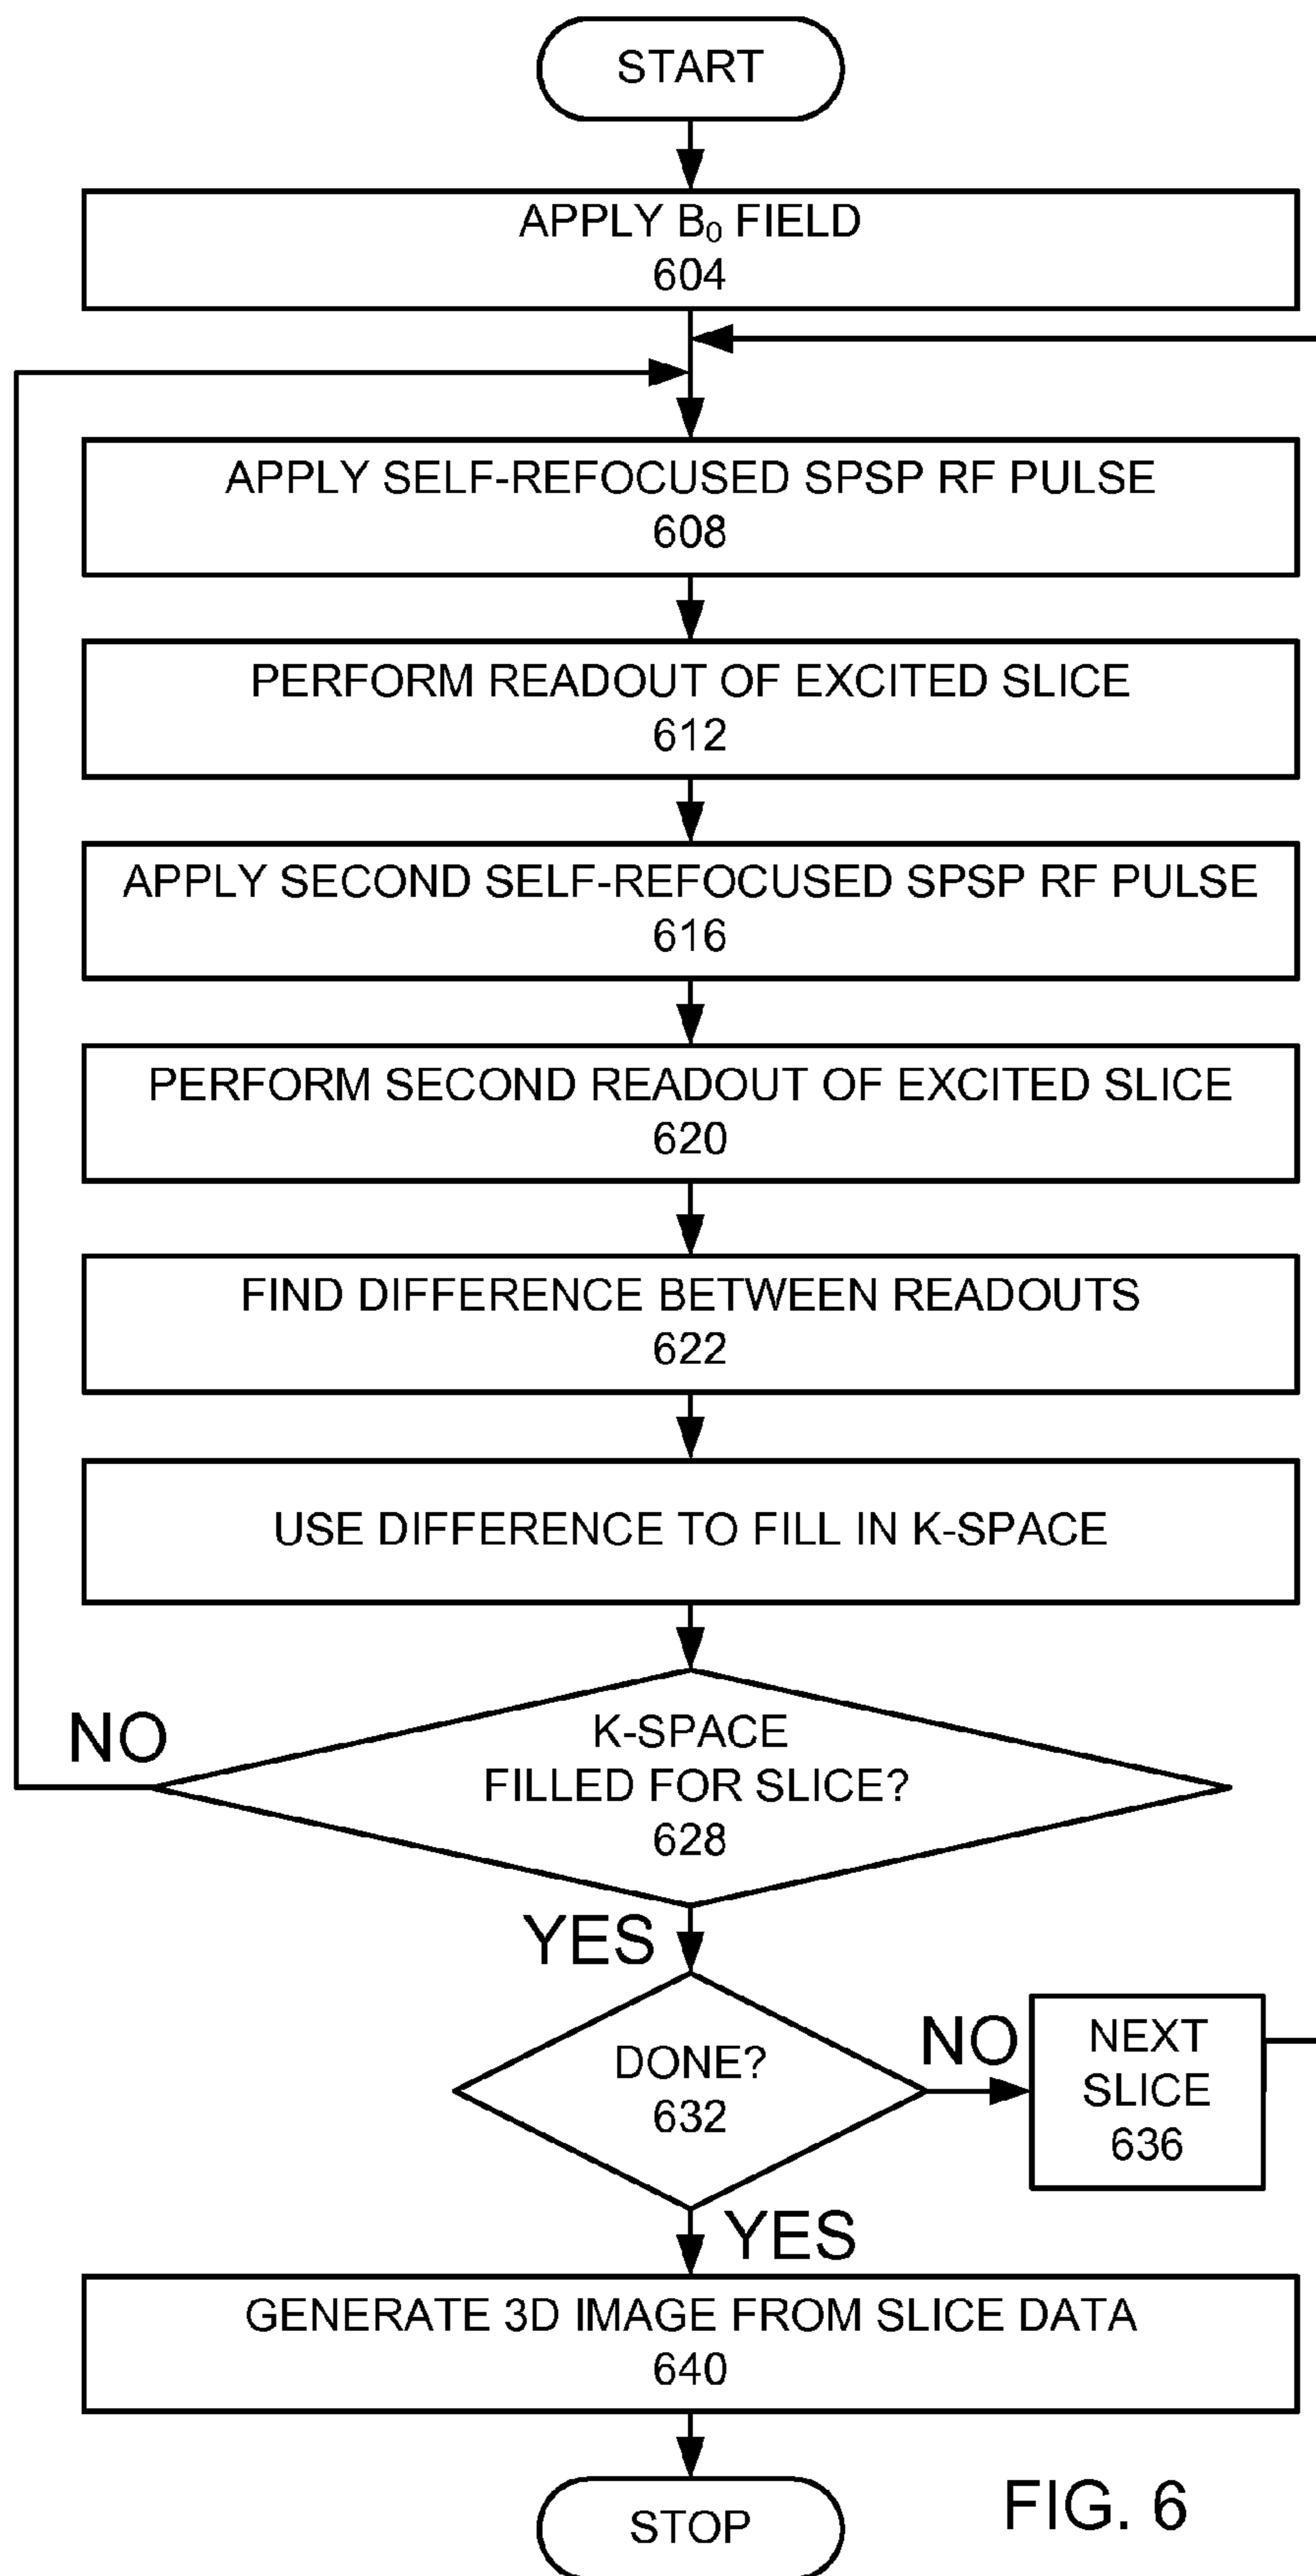 START
APPLY B₀ FIELD
604
APPLY SELF-REFOCUSED SPSP RF PULSE
608
PERFORM READOUT OF EXCITED SLICE
612
APPLY SECOND SELF-REFOCUSED SPSP RF PULSE
616
PERFORM SECOND READOUT OF EXCITED SLICE
620
FIND DIFFERENCE BETWEEN READOUTS
622
USE DIFFERENCE TO FILL IN K-SPACE
NO
K-SPACE
FILLED FOR SLICE?
628
YES
DONE?
632
NO
NEXT
SLICE
636
YES
GENERATE 3D IMAGE FROM SLICE DATA
640
STOP
FIG. 6